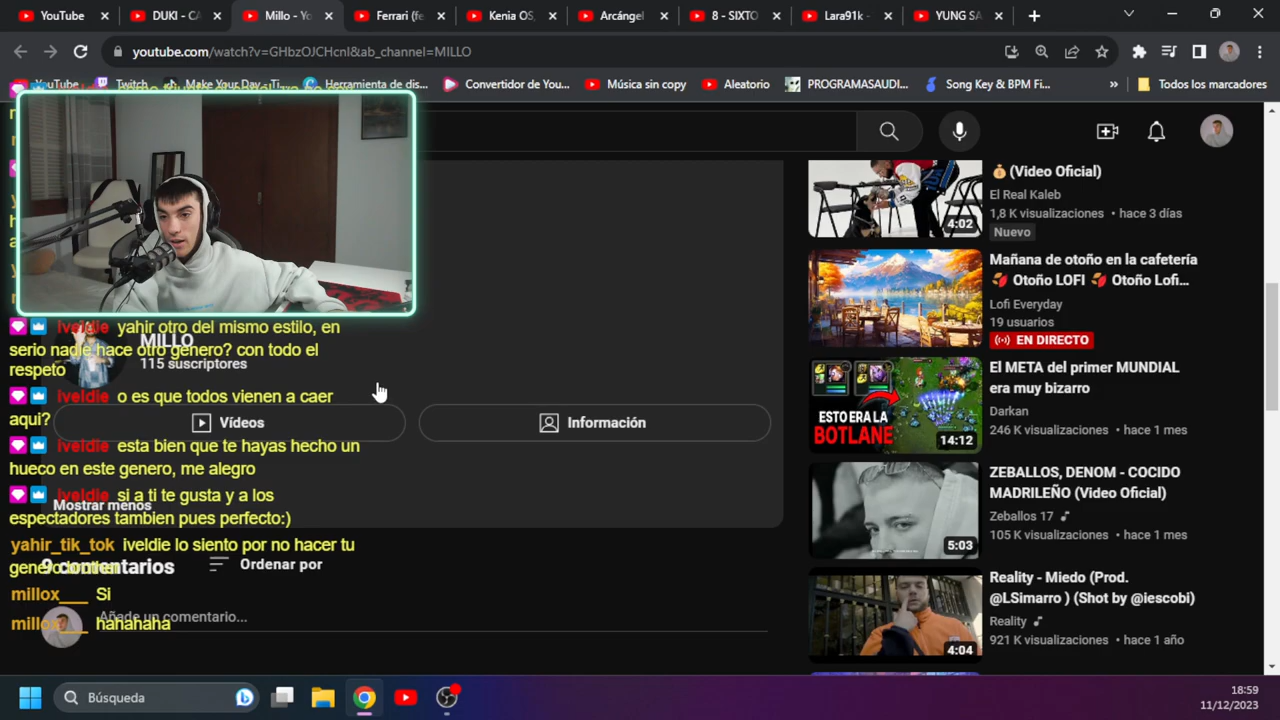 YouTube
DUKI - CA
Millo - Yo
Ferrari (fe
Kenia OS,
Arcángel
8 - SIXTO
Lara91k -
YUNG SA
youtube.com/watch?v=GHbzOJCHcnI&ab_channel=MILLO
YouTube
Twitch
Make Your Day - Ti...
Herramienta de dis...
Convertidor de You...
Música sin copy
Aleatorio
PROGRAMASAUDI...
Song Key & BPM Fi...
»
Todos los marcadores
iveldie yahir otro del mismo estilo, en
serio nadie hace otro genero? con todo el
respeto
iveldie o es que todos vienen a caer
aqui?
iveldie esta bien que te hayas hecho un
hueco en este genero, me alegro
iveldie si a ti te gusta y a los
espectadores tambien pues perfecto:)
yahir_tik_tok iveldie lo siento por no hacer tu
genero
millox___ Si
millox___ hahahaha
MILLO
115 suscriptores
Vídeos
Información
Mostrar menos
9 comentarios
Ordenar por
Añade un comentario...
(Video Oficial)
El Real Kaleb
1,8 K visualizaciones • hace 3 días
Nuevo
4:02
Mañana de otoño en la cafetería
Otoño LOFI Otoño Lofi...
Lofi Everyday
19 usuarios
EN DIRECTO
ESTO ERA LA
BOTLANE
14:12
El META del primer MUNDIAL
era muy bizarro
Darkan
246 K visualizaciones • hace 1 mes
5:03
ZEBALLOS, DENOM - COCIDO
MADRILEÑO (Video Oficial)
Zeballos 17
105 K visualizaciones • hace 1 mes
4:04
Reality - Miedo (Prod.
@LSimarro ) (Shot by @iescobi)
Reality
921 K visualizaciones • hace 1 año
Búsqueda
18:59
11/12/2023